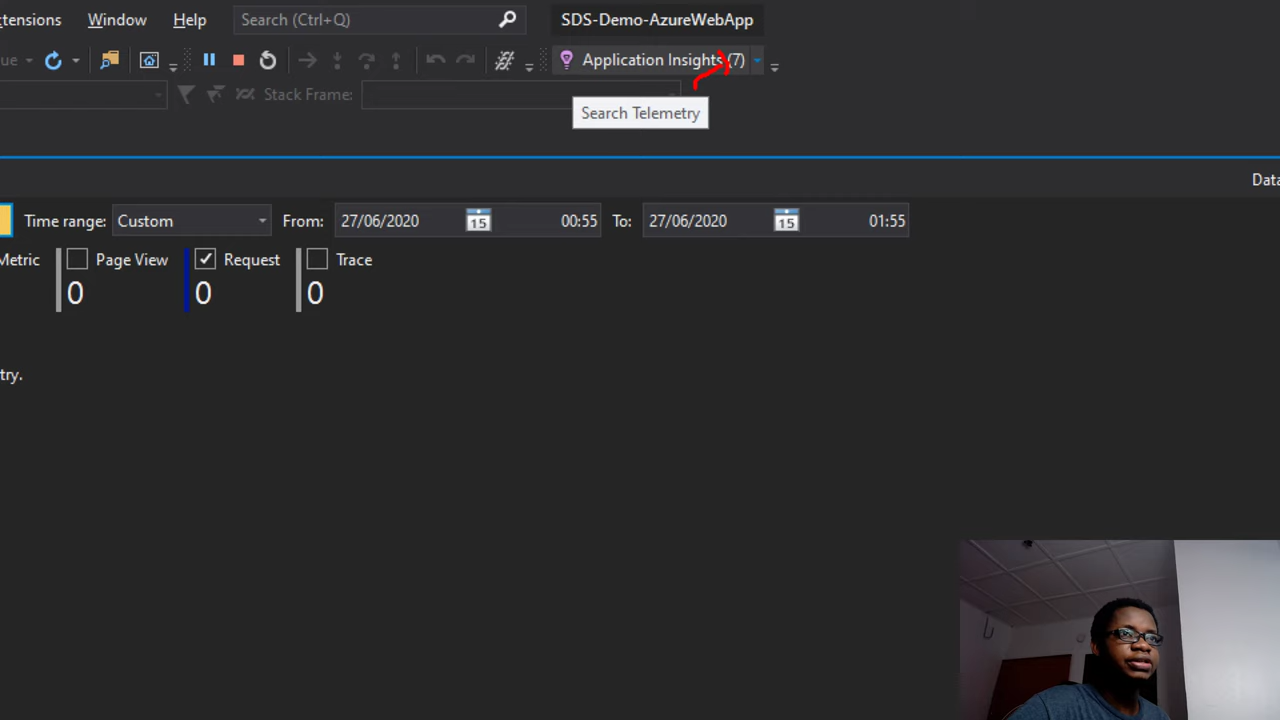 tensions Window Help Search (Ctrl+Q) SDS-Demo-AzureWebApp
ue Application Insights (7)
Stack Frame:
Search Telemetry
Data
Time range: Custom From: 27/06/2020 15 00:55 To: 27/06/2020 15 01:55
Metric Page View Request Trace
0 0 0
try.